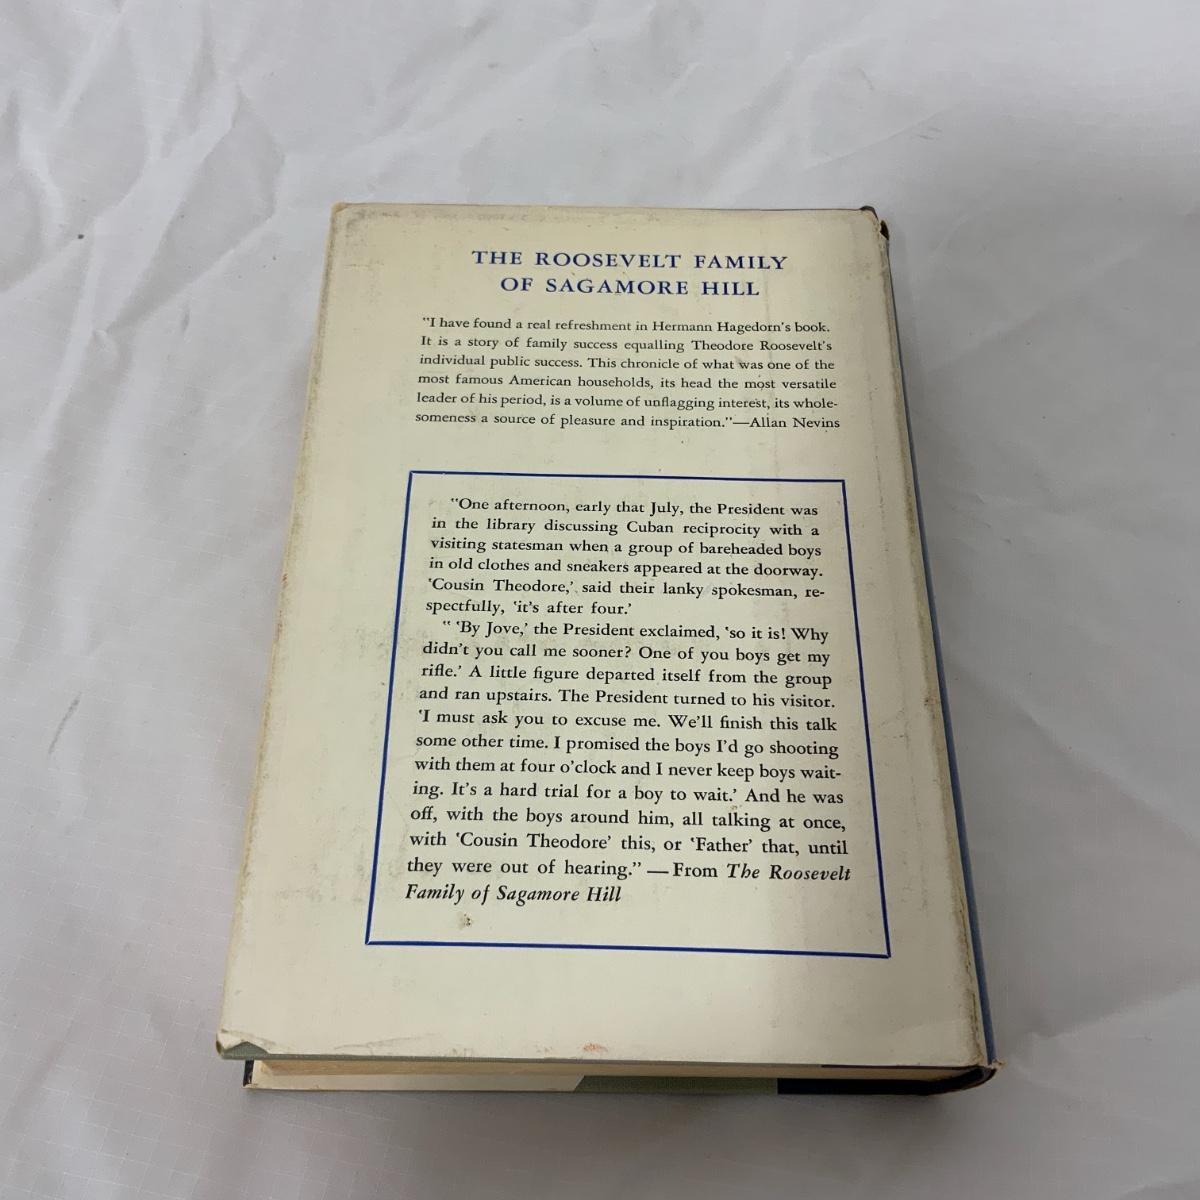 THE ROOSEVELT FAMILY
OF SAGAMORE HILL
"I have found a real refreshment in Hermann Hagedorn's book.
It is a story of family success equalling Theodore Roosevelt's
individual public success. This chronicle of what was one of the
most famous American households, its head the most versatile
leader of his period, is a volume of unflagging interest, its whole-
someness a source of pleasure and inspiration."—Allan Nevins
"One afternoon, early that July, the President was
in the library discussing Cuban reciprocity with a
visiting statesman when a group of bareheaded boys
in old clothes and sneakers appeared at the doorway.
'Cousin Theodore,' said their lanky spokesman, re-
spectfully, 'it's after four.'
" 'By Jove,' the President exclaimed, 'so it is! Why
didn't you call me sooner? One of you boys get my
rifle.' A little figure departed itself from the group
and ran upstairs. The President turned to his visitor.
'I must ask you to excuse me. We'll finish this talk
some other time. I promised the boys I'd go shooting
with them at four o'clock and I never keep boys wait-
ing. It's a hard trial for a boy to wait.' And he was
off, with the boys around him, all talking at once,
with 'Cousin Theodore' this, or 'Father' that, until
they were out of hearing." — From The Roosevelt
Family of Sagamore Hill